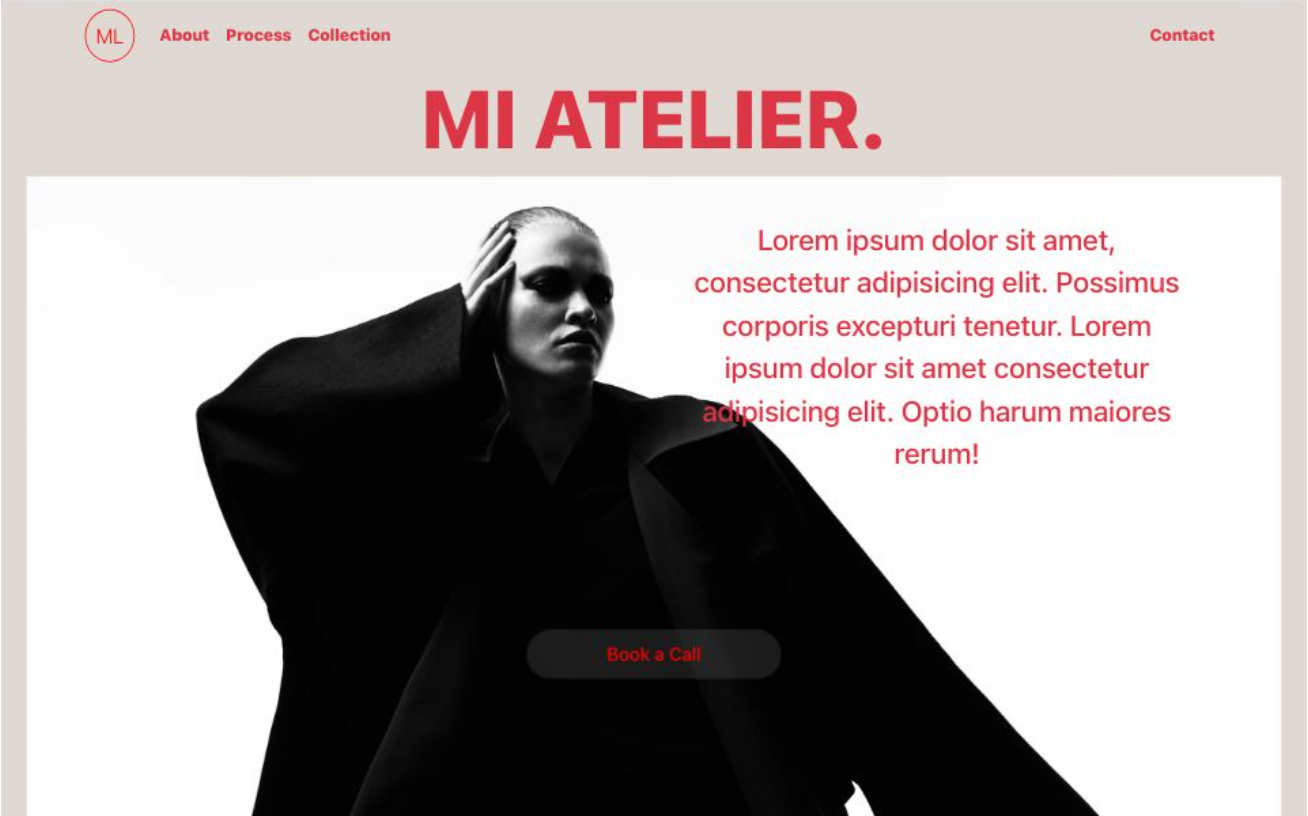 ML
About Process Collection
Contact
MI ATELIER.
Lorem ipsum dolor sit amet,
consectetur adipisicing elit. Possimus
corporis excepturi tenetur. Lorem
ipsum dolor sit amet consectetur
adipisicing elit. Optio harum maiores
rerum!
Book a Call